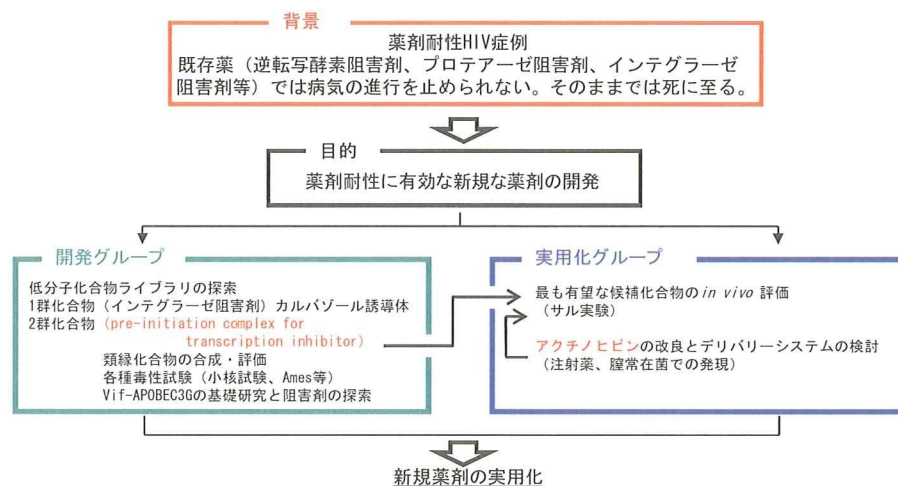 背景
薬剤耐性HIV症例
既存薬（逆転写酵素阻害剤、プロテアーゼ阻害剤、インテグラーゼ
阻害剤等）では病気の進行を止められない。そのままでは死に至る。
目的
薬剤耐性に有効な新規な薬剤の開発
開発グループ
低分子化合物ライブラリの探索
1群化合物（インテグラーゼ阻害剤）カルバゾール誘導体
2群化合物（pre-initiation complex for
transcription inhibitor）
類縁化合物の合成・評価
各種毒性試験（小核試験、Ames等）
Vif-APOBEC3Gの基礎研究と阻害剤の探索
実用化グループ
最も有望な候補化合物のin vivo 評価
（サル実験）
アクチノヒビンの改良とデリバリーシステムの検討
（注射薬、膣常在菌での発現）
新規薬剤の実用化